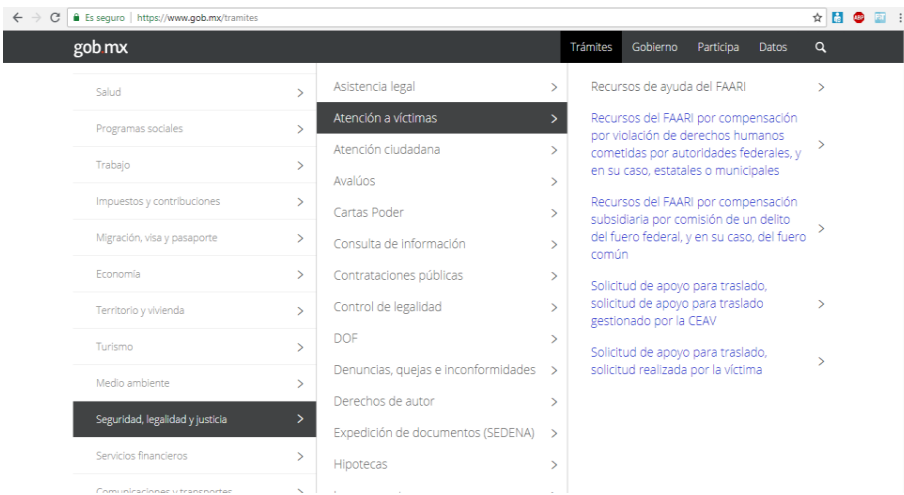 Es seguro | https://www.gob.mx/tramites
ABP
gob.mx
Trámites Gobierno Participa Datos
Salud
Programas sociales
Trabajo
Impuestos y contribuciones
Migración, visa y pasaporte
Economía
Territorio y vivienda
Turismo
Medio ambiente
Seguridad, legalidad y justicia
Servicios financieros
Comunicaciones y transportes
Asistencia legal
Atención a víctimas
Atención ciudadana
Avalúos
Cartas Poder
Consulta de información
Contrataciones públicas
Control de legalidad
DOF
Denuncias, quejas e inconformidades
Derechos de autor
Expedición de documentos (SEDENA)
Hipotecas
Recursos de ayuda del FAARI
Recursos del FAARI por compensación
por violación de derechos humanos
cometidas por autoridades federales, y
en su caso, estatales o municipales
Recursos del FAARI por compensación
subsidiaria por comisión de un delito
del fuero federal, y en su caso, del fuero
común
Solicitud de apoyo para traslado,
solicitud de apoyo para traslado
gestionado por la CEAV
Solicitud de apoyo para traslado,
solicitud realizada por la víctima